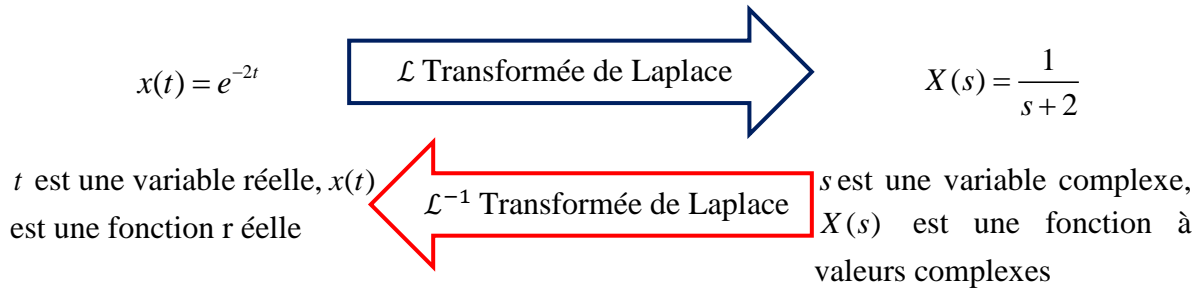 x(t) = e^{-2t}
ℒ Transformée de Laplace
X(s) = \frac{1}{s+2}
t est une variable réelle, x(t)
est une fonction r éelle
ℒ^{-1} Transformée de Laplace
s est une variable complexe,
X(s) est une fonction à
valeurs complexes